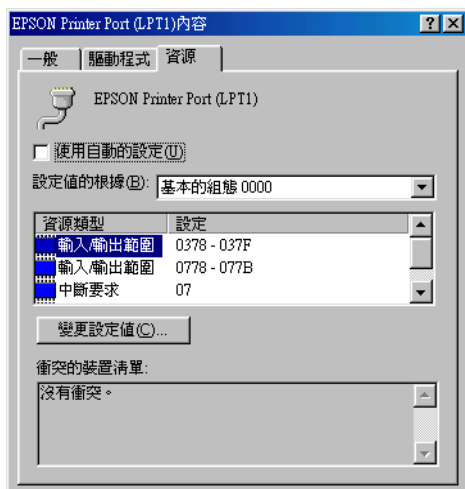 EPSON Printer Port (LPT1)內容
一般 驅動程式 資源
EPSON Printer Port (LPT1)
使用自動的設定(U)
設定值的根據(B): 基本的組態 0000
資源類型 設定
輸入/輸出範圍 0378 - 037F
輸入/輸出範圍 0778 - 077B
中斷要求 07
變更設定值(C)...
衝突的裝置清單:
沒有衝突。